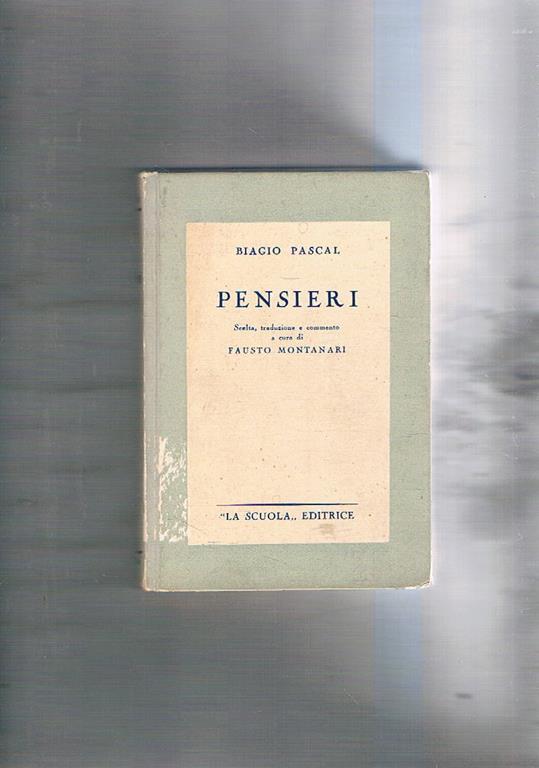 BIAGIO PASCAL
PENSIERI
Scelta, traduzione e commento
a cura di
FAUSTO MONTANARI
"LA SCUOLA,, EDITRICE